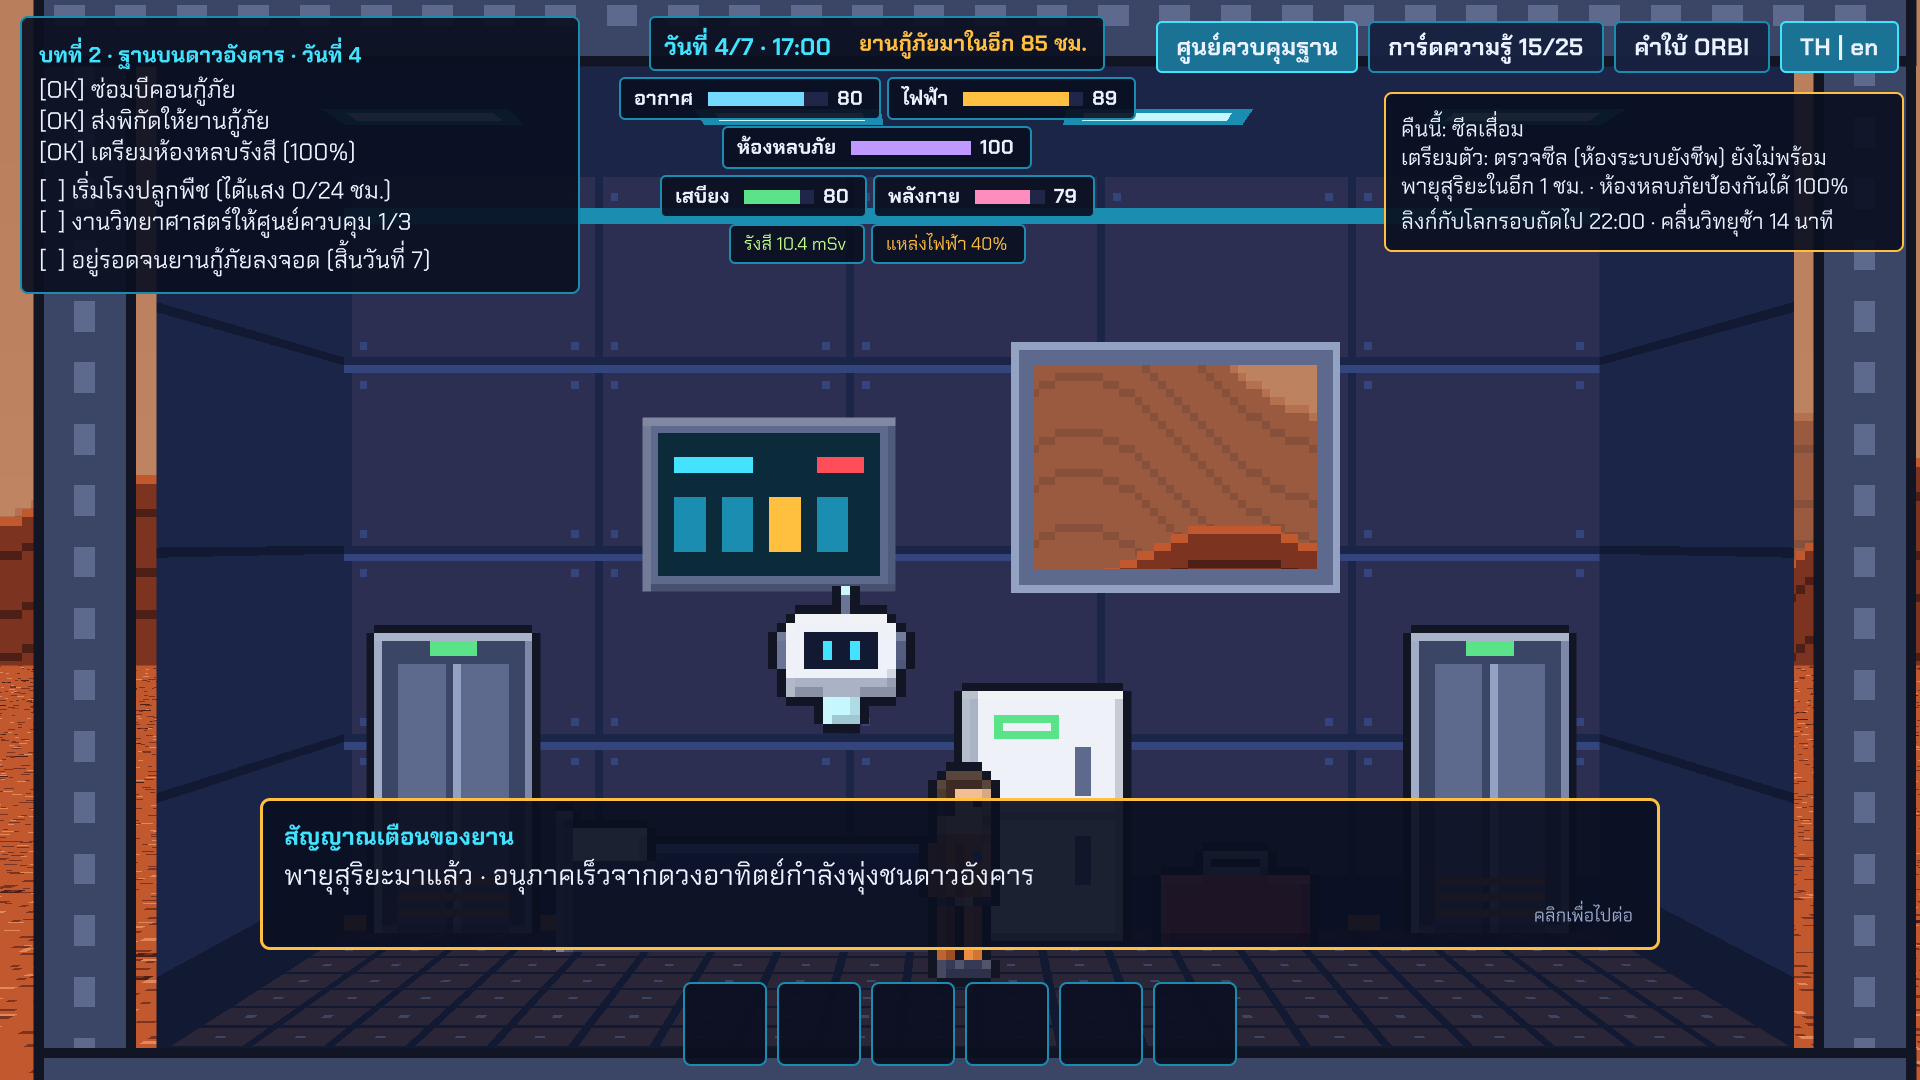 บทที่ 2 · ฐานบนดาวอังคาร · วันที่ 4
[OK] ซ่อมบีคอนกู้ภัย
[OK] ส่งพิกัดให้ยานกู้ภัย
[OK] เตรียมห้องหลบรังสี (100%)
[ ] เริ่มโรงปลูกพืช (ได้แสง 0/24 ชม.)
[ ] งานวิทยาศาสตร์ให้ศูนย์ควบคุม 1/3
[ ] อยู่รอดจนยานกู้ภัยลงจอด (สิ้นวันที่ 7)
วันที่ 4/7 · 17:00 ยานกู้ภัยมาในอีก 85 ชม.
อากาศ 80 ไฟฟ้า 89
ห้องหลบภัย 100
เสบียง 80 พลังกาย 79
รังสี 10.4 mSv แหล่งไฟฟ้า 40%
ศูนย์ควบคุมฐาน การ์ดความรู้ 15/25 คำใบ้ ORBI TH | en
คืนนี้: ซีลเสื่อม
เตรียมตัว: ตรวจซีล (ห้องระบบยังชีพ) ยังไม่พร้อม
พายุสุริยะในอีก 1 ชม. · ห้องหลบภัยป้องกันได้ 100%
ลิงก์กับโลกรอบถัดไป 22:00 · คลื่นวิทยุช้า 14 นาที
สัญญาณเตือนของยาน
พายุสุริยะมาแล้ว · อนุภาคเร็วจากดวงอาทิตย์กำลังพุ่งชนดาวอังคาร
คลิกเพื่อไปต่อ